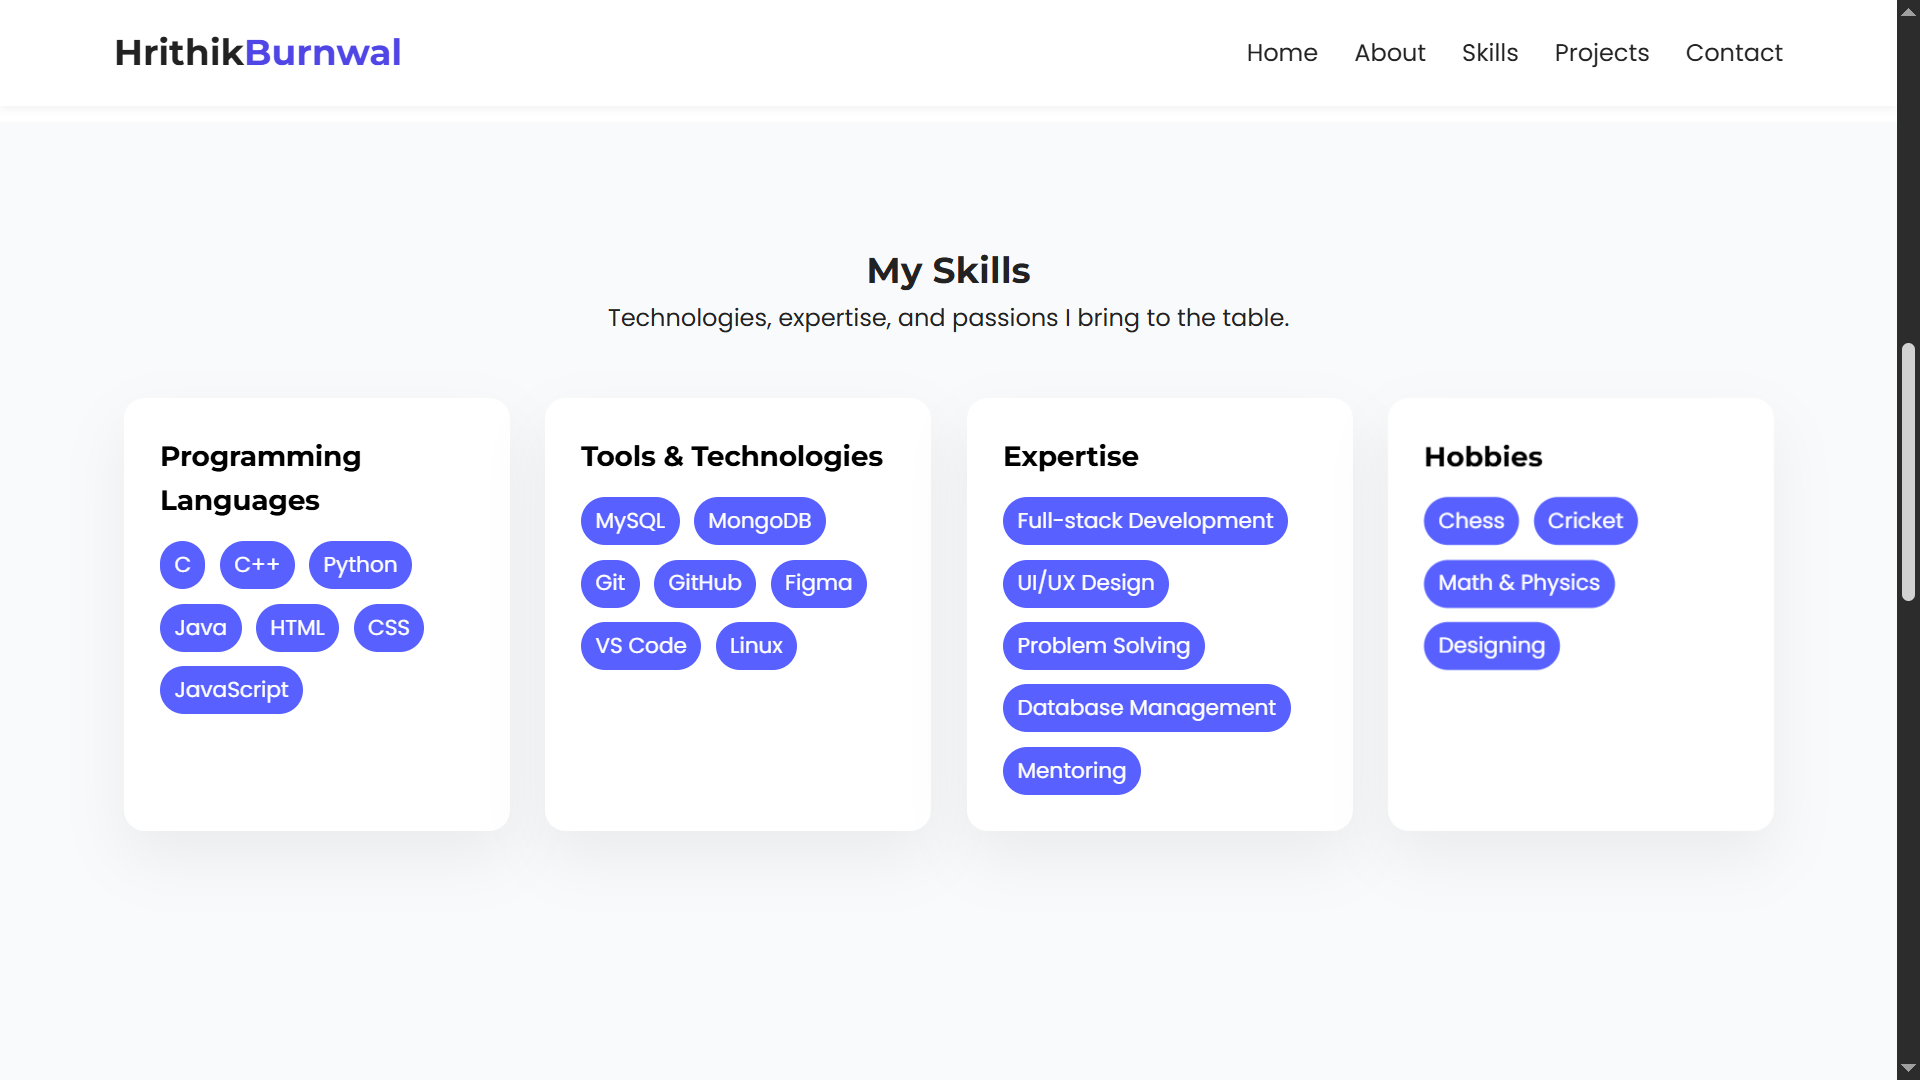 HrithikBurnwal
Home About Skills Projects Contact
My Skills
Technologies, expertise, and passions I bring to the table.
Programming
Languages
C C++ Python
Java HTML CSS
JavaScript
Tools & Technologies
MySQL MongoDB
Git GitHub Figma
VS Code Linux
Expertise
Full-stack Development
UI/UX Design
Problem Solving
Database Management
Mentoring
Hobbies
Chess Cricket
Math & Physics
Designing